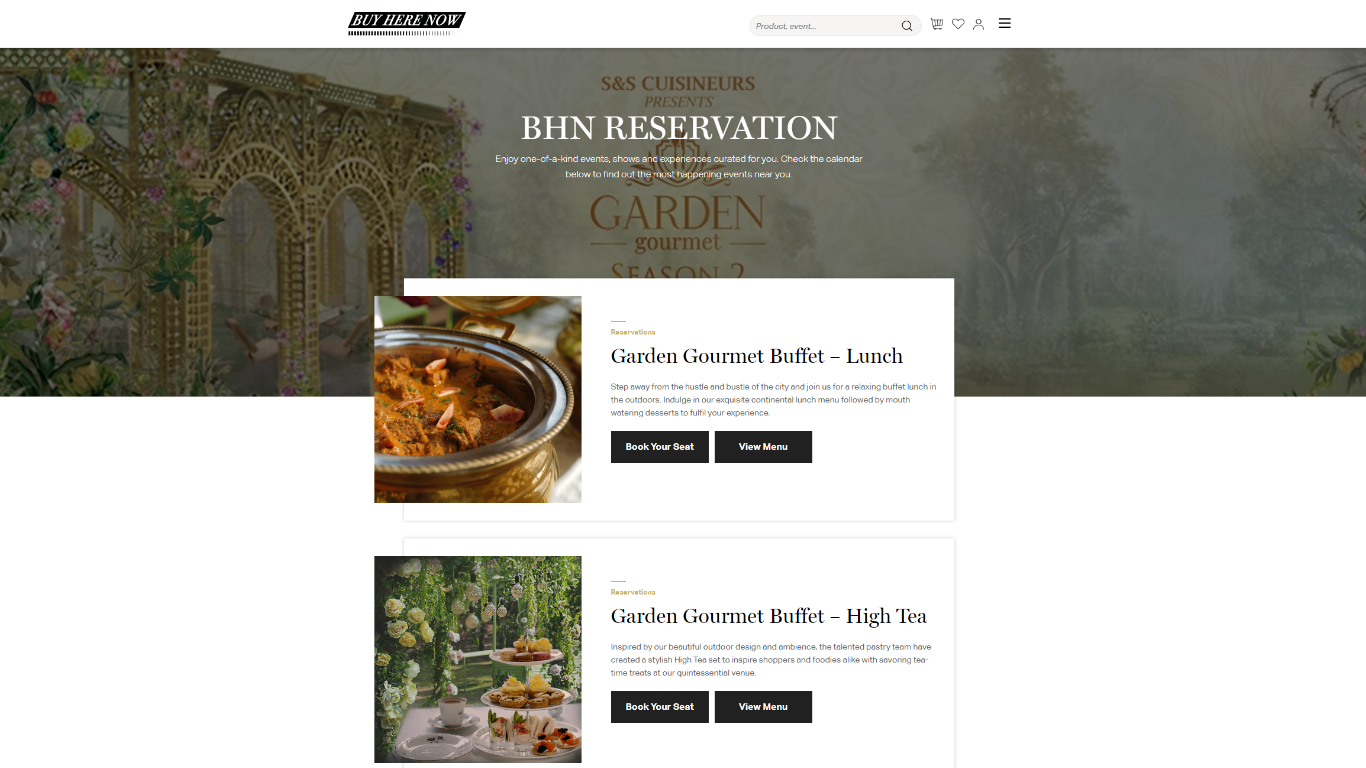 BUY HERE NOW
Product, event...
S&S CUISINEURS
PRESENTS
BHN RESERVATION
Enjoy one-of-a-kind events, shows and experiences curated for you. Check the calendar
below to find out the most happening events near you.
GARDEN
gourmet
SEASON 2
Reservations
Garden Gourmet Buffet – Lunch
Step away from the hustle and bustle of the city and join us for a relaxing buffet lunch in
the outdoors. Indulge in our exquisite continental lunch menu followed by mouth
watering desserts to fulfil your experience.
Book Your Seat
View Menu
Reservations
Garden Gourmet Buffet – High Tea
Inspired by our beautiful outdoor design and ambience, the talented pastry team have
created a stylish High Tea set to inspire shoppers and foodies alike with savoring tea-
time treats at our quintessential venue.
Book Your Seat
View Menu